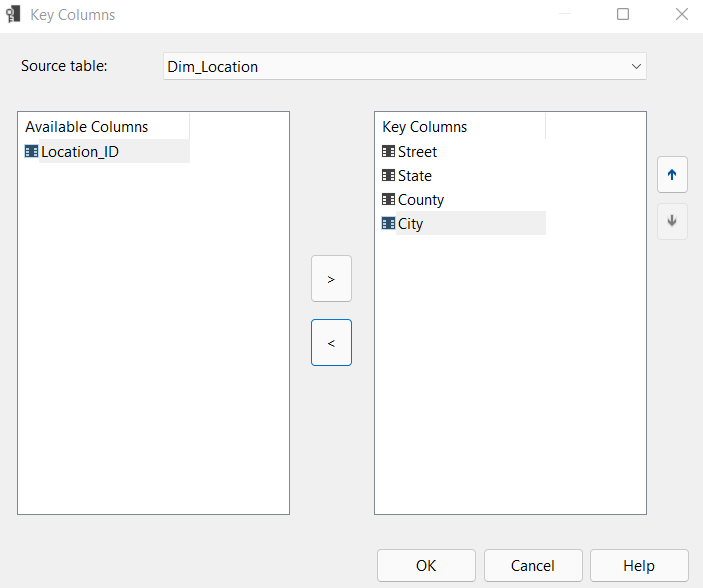 Key Columns
Source table:
Dim_Location
Available Columns
Location_ID
Key Columns
Street
State
County
City
>
<
OK
Cancel
Help